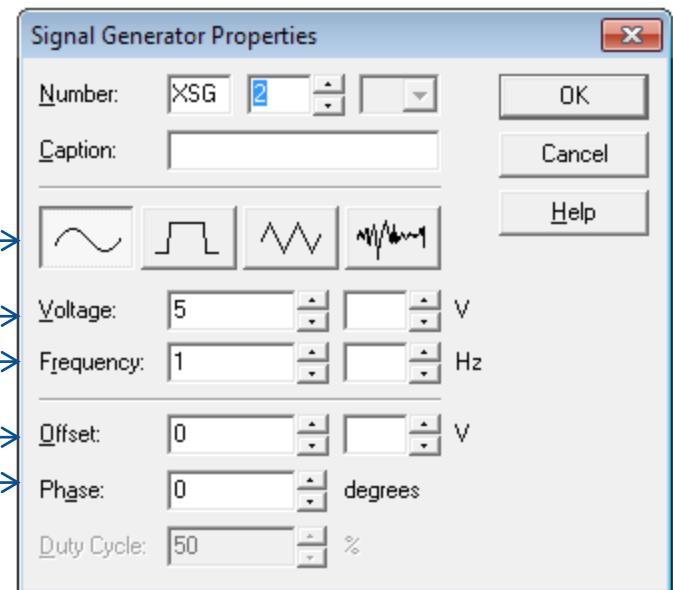 Signal Generator Properties
Number: XSG 2 OK
Caption: Cancel
Help
Voltage: 5 V
Frequency: 1 Hz
Offset: 0 V
Phase: 0 degrees
Duty Cycle: 50 %